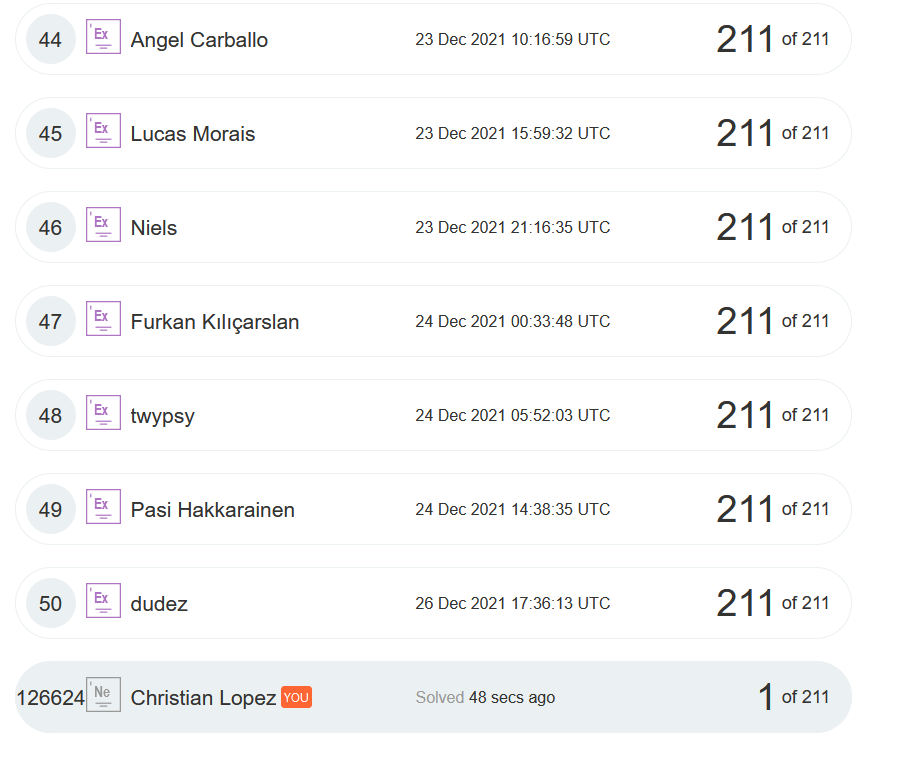 44 Ex Angel Carballo 23 Dec 2021 10:16:59 UTC 211 of 211
45 Ex Lucas Morais 23 Dec 2021 15:59:32 UTC 211 of 211
46 Ex Niels 23 Dec 2021 21:16:35 UTC 211 of 211
47 Ex Furkan Kılıçarslan 24 Dec 2021 00:33:48 UTC 211 of 211
48 Ex twypsy 24 Dec 2021 05:52:03 UTC 211 of 211
49 Ex Pasi Hakkarainen 24 Dec 2021 14:38:35 UTC 211 of 211
50 Ex dudez 26 Dec 2021 17:36:13 UTC 211 of 211
126624 Ne Christian Lopez YOU Solved 48 secs ago 1 of 211